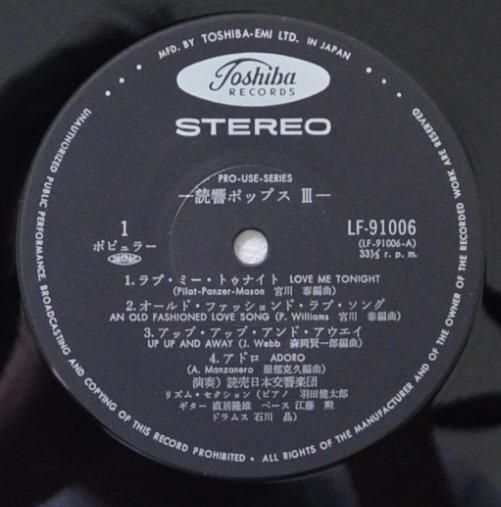 MFD. BY TOSHIBA-EMI LTD. IN JAPAN
Toshiba
RECORDS
STEREO
PRO-USE-SERIES
—読響ポップス Ⅲ—
1
ポピュラー
LF-91006
(LF-91006-A)
33⅓ r. p. m.
1. ラブ・ミー・トゥナイト LOVE ME TONIGHT
(Pilat-Panzer-Mason 宮川 泰編曲)
2. オールド・ファッションド・ラブ・ソング
AN OLD FASHIONED LOVE SONG (P. Williams 宮川 泰編曲)
3. アップ・アップ・アンド・アウエイ
UP UP AND AWAY (J. Webb 森岡賢一郎編曲)
4. アドロ ADORO
(A. Manzanero 服部克久編曲)
演奏) 読売日本交響楽団
リズム・セクション (ピアノ 羽田健太郎
ギター 直居隆雄 ベース 江藤 勲
ドラムス 石川 晶)
UNAUTHORIZED PUBLIC PERFORMANCE BROADCASTING AND COPYING OF THIS RECORD PROHIBITED • ALL RIGHTS OF THE MANUFACTURER AND OF THE OWNER OF THE RECORDED WORK ARE RESERVED